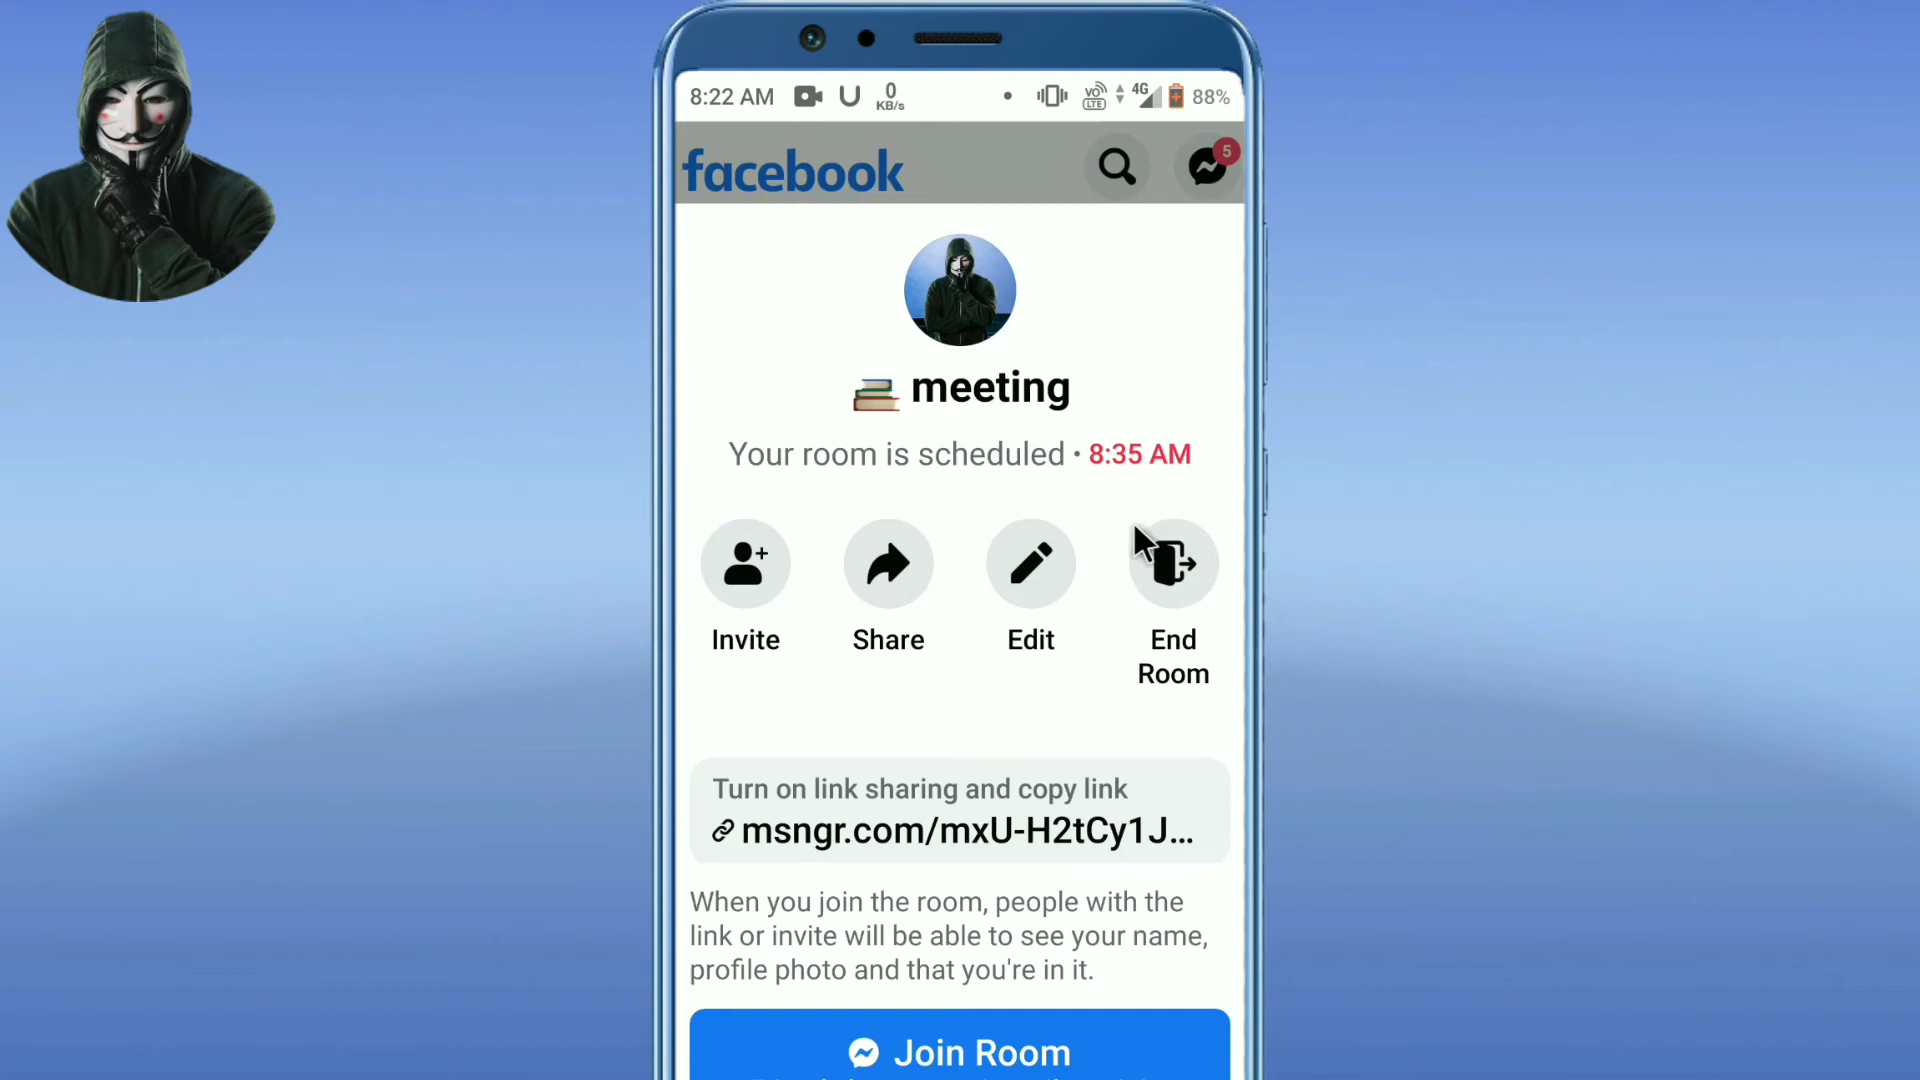 8:22 AM 0 KB/s VO LTE 4G 88%
facebook 5
meeting
Your room is scheduled • 8:35 AM
Invite Share Edit End Room
Turn on link sharing and copy link
msngr.com/mxU-H2tCy1J...
When you join the room, people with the
link or invite will be able to see your name,
profile photo and that you're in it.
Join Room